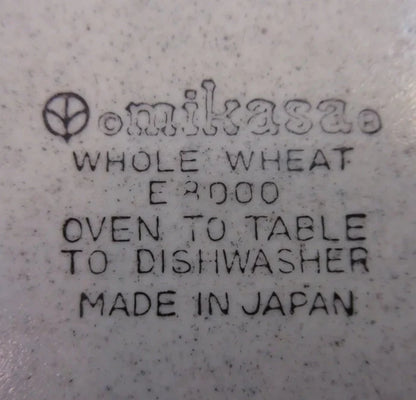 ©mikasa®
WHOLE WHEAT
E 8000
OVEN TO TABLE
TO DISHWASHER
MADE IN JAPAN